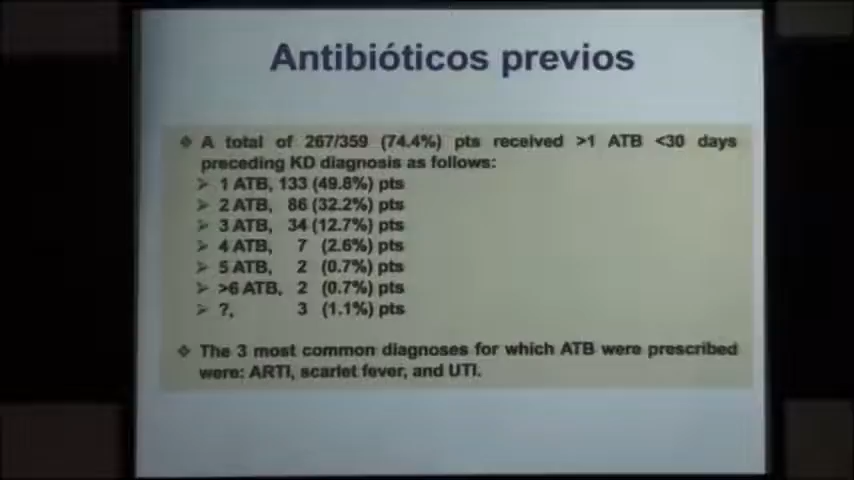 Antibióticos previos
❖ A total of 267/359 (74.4%) pts received >1 ATB <30 days
preceding KD diagnosis as follows:
➢ 1 ATB, 133 (49.8%) pts
➢ 2 ATB, 86 (32.2%) pts
➢ 3 ATB, 34 (12.7%) pts
➢ 4 ATB, 7 (2.6%) pts
➢ 5 ATB, 2 (0.7%) pts
➢ >6 ATB, 2 (0.7%) pts
➢ ?, 3 (1.1%) pts
❖ The 3 most common diagnoses for which ATB were prescribed
were: ARTI, scarlet fever, and UTI.